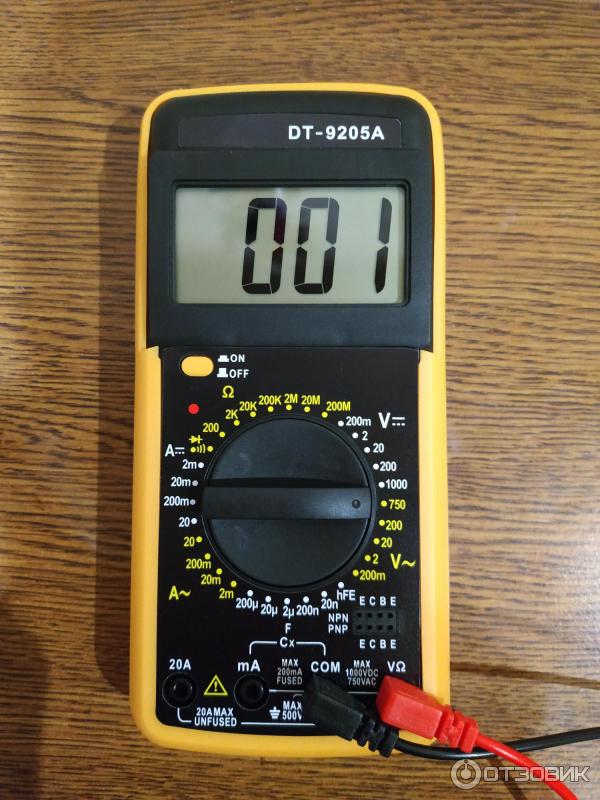 DT-9205A
001
ON
OFF
Ω
200 2K 20K 200K 2M 20M 200M
V
200m
2
20
200
1000
750
200
20
2
200m
V~
A
2m
20m
200m
20
20
200m
20m
2m
A~
200µ 20µ 2µ 200n 20n hFE
F
Cx
E C B E
NPN
PNP
E C B E
20A
mA
MAX
200mA
FUSED
COM
MAX
1000VDC
750VAC
VΩ
20A MAX
UNFUSED
MAX
500V
ОТЗОВИК